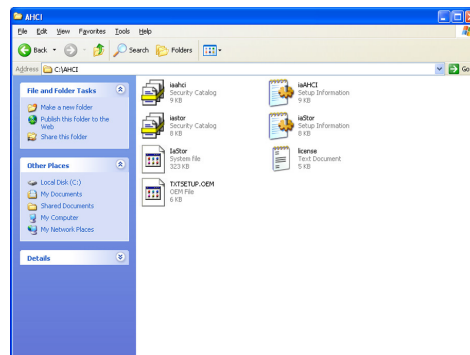 AHCI
File Edit View Favorites Tools Help
Back Search Folders
Address C:\AHCI Go
File and Folder Tasks
Make a new folder
Publish this folder to the
Web
Share this folder
Other Places
Local Disk (C:)
My Documents
Shared Documents
My Computer
My Network Places
Details
iaahci
Security Catalog
9 KB
iaAHCI
Setup Information
9 KB
iastor
Security Catalog
8 KB
iaStor
Setup Information
8 KB
IaStor
System file
323 KB
license
Text Document
5 KB
TXTSETUP.OEM
OEM File
6 KB